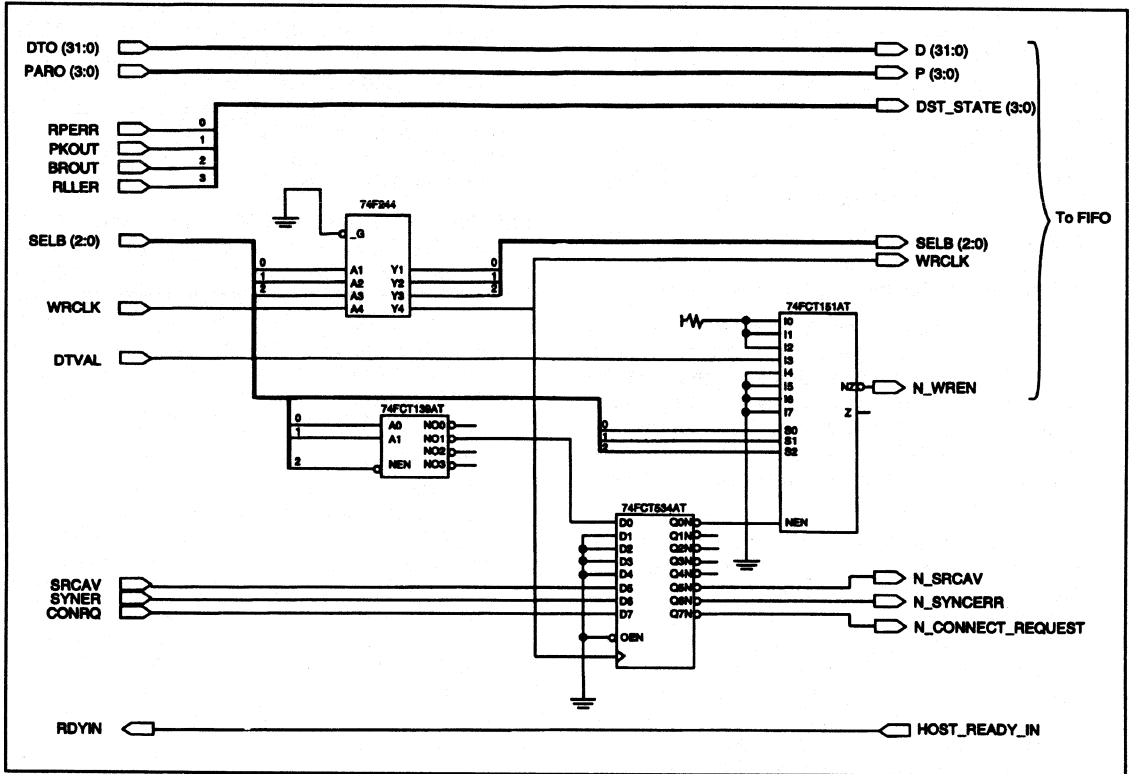 DTO (31:0)
D (31:0)
PARO (3:0)
P (3:0)
DST_STATE (3:0)
RPERR
0
PKOUT
1
BROUT
2
RLLER
3
To FIFO
74F244
_G
SELB (2:0)
SELB (2:0)
WRCLK
0
A1
Y1
0
1
A2
Y2
1
2
A3
Y3
2
WRCLK
A4
Y4
74FCT151AT
I0
I1
I2
DTVAL
I3
I4
I5
NZ
N_WREN
I6
I7
Z
74FCT139AT
0
A0
NO0
1
A1
NO1
NO2
2
NEN
NO3
0
S0
1
S1
2
S2
74FCT534AT
D0
Q0N
NEN
D1
Q1N
D2
Q2N
D3
Q3N
D4
Q4N
SRCAV
D5
Q5N
N_SRCAV
SYNER
D6
Q6N
N_SYNCERR
CONRQ
D7
Q7N
N_CONNECT_REQUEST
OEN
RDYIN
HOST_READY_IN